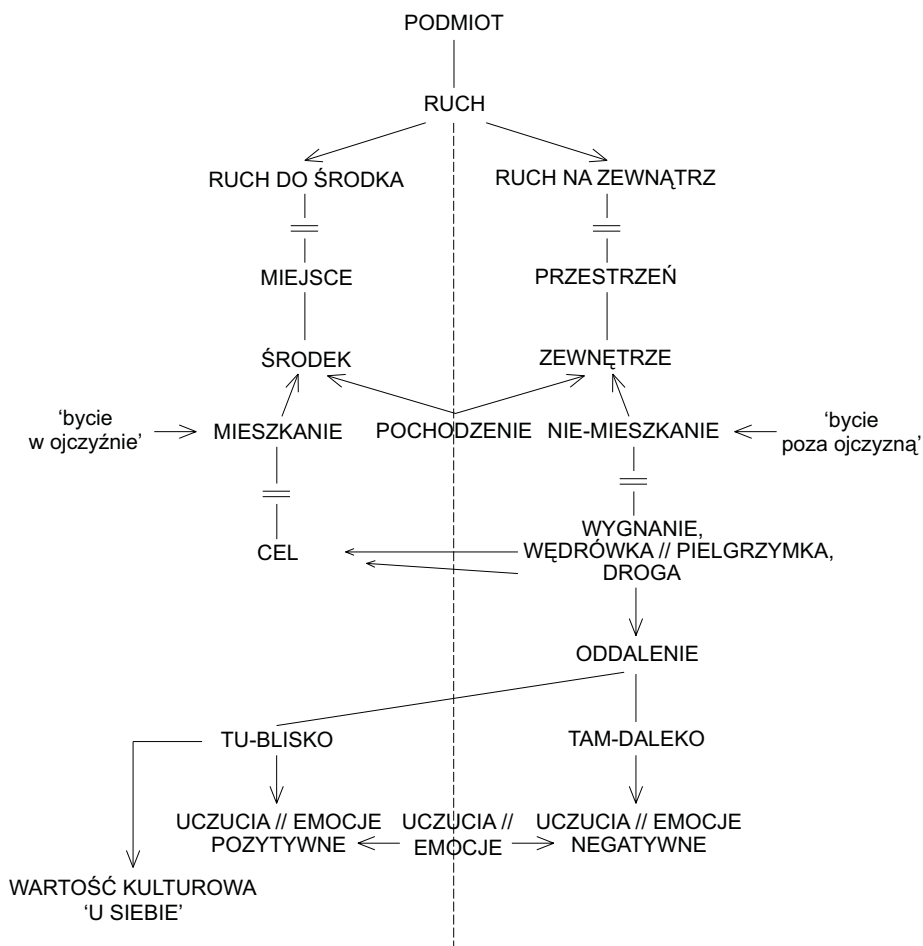 PODMIOT
RUCH
RUCH DO ŚRODKA
RUCH NA ZEWNĄTRZ
MIEJSCE
PRZESTRZEŃ
ŚRODEK
ZEWNĘTRZE
‘bycie
w ojczyźnie’
MIESZKANIE
POCHODZENIE
NIE-MIESZKANIE
‘bycie
poza ojczyzną’
CEL
WYGNANIE,
WĘDRÓWKA // PIELGRZYMKA,
DROGA
ODDALENIE
TU-BLISKO
TAM-DALEKO
UCZUCIA // EMOCJE
POZYTYWNE
UCZUCIA //
EMOCJE
UCZUCIA // EMOCJE
NEGATYWNE
WARTOŚĆ KULTUROWA
‘U SIEBIE’